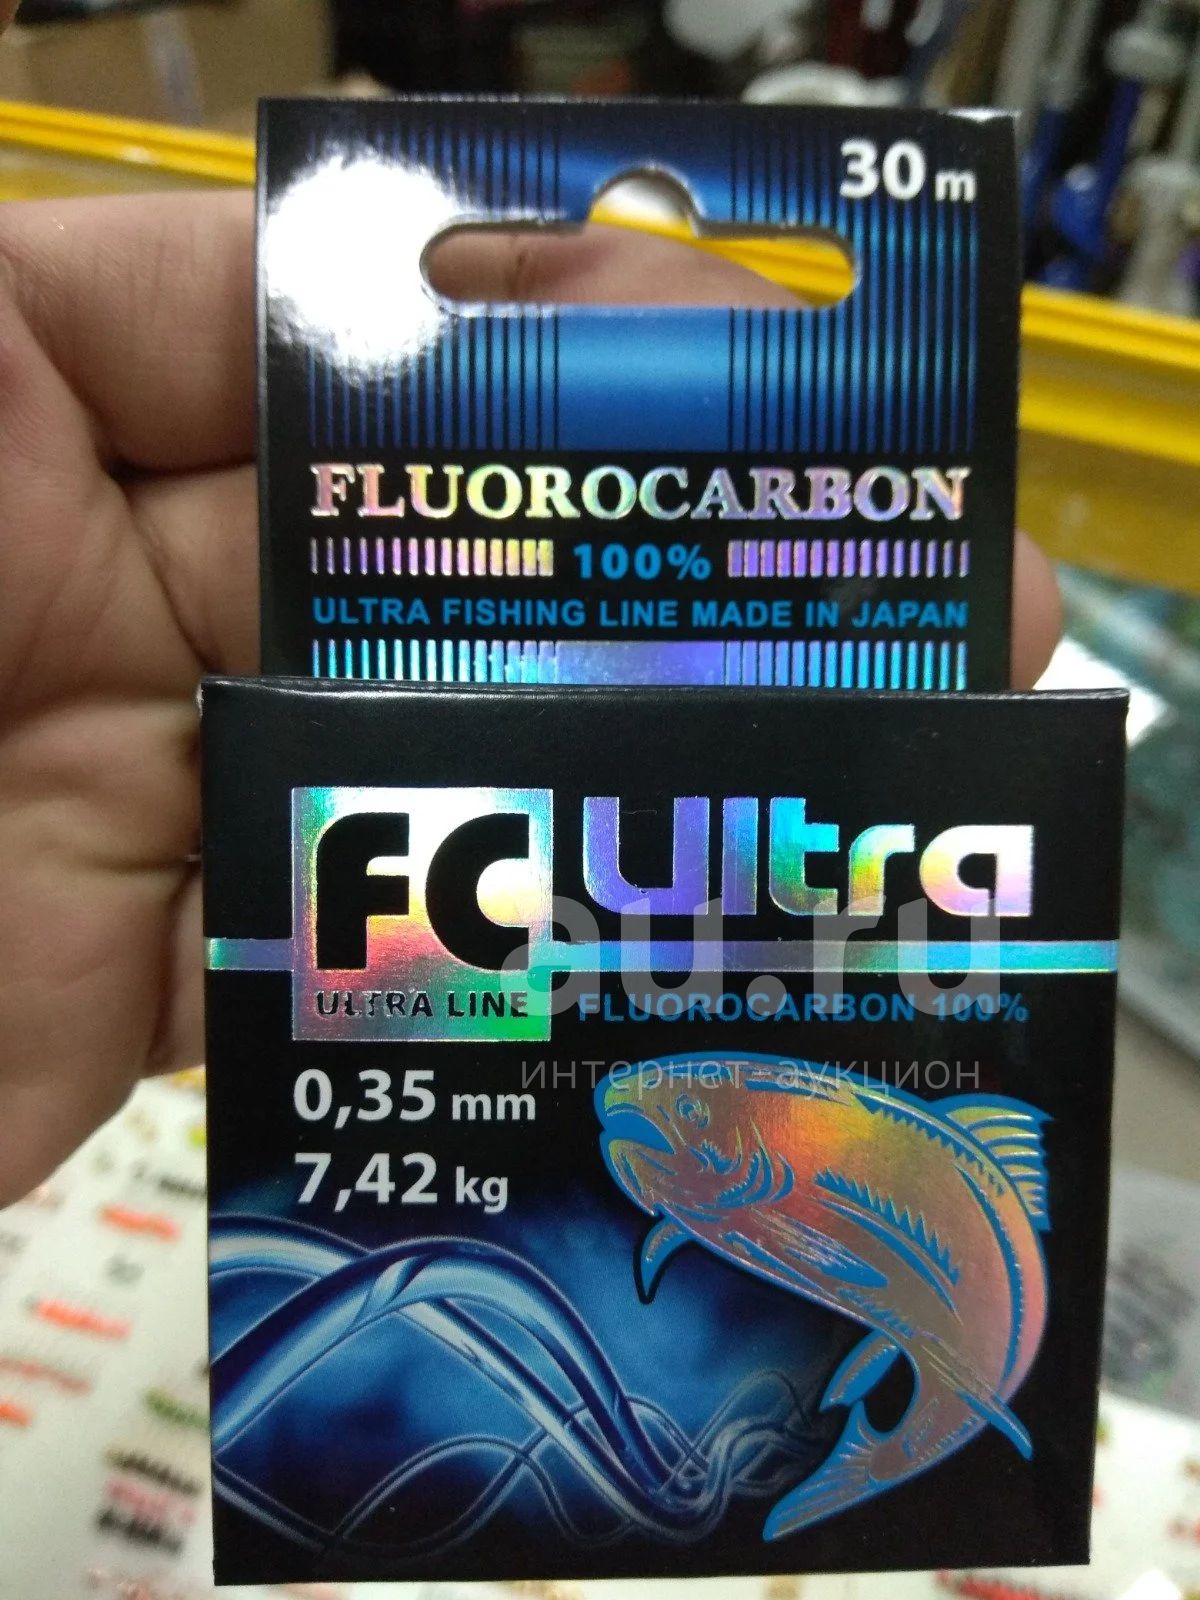 30 m
FLUOROCARBON
100%
ULTRA FISHING LINE MADE IN JAPAN
FC Ultra
ULTRA LINE
FLUOROCARBON 100%
au.ru
интернет-аукцион
0,35 mm
7,42 kg